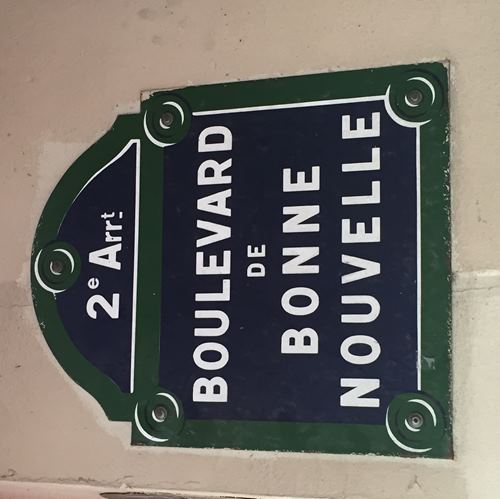 2e Arrt.
BOULEVARD
DE
BONNE
NOUVELLE